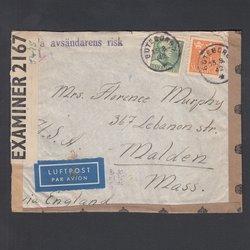 EXAMINER 2167
å avsändarens risk
GÖTEBORG
GÖTEBORG
Mrs. Florence Murphy
367 Lebanon str.
Malden
Mass.
U.S.A
LUFTPOST
PAR AVION
via England